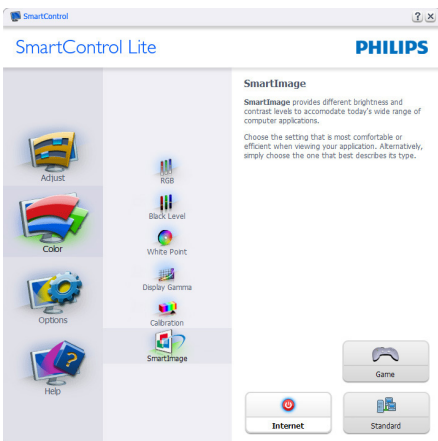 SmartControl
SmartControl Lite
PHILIPS
Adjust
Color
Options
Help
RGB
Black Level
White Point
Display Gamma
Calibration
SmartImage
SmartImage
SmartImage provides different brightness and
contrast levels to accomodate today's wide range of
computer applications.
Choose the setting that is most comfortable or
efficient when viewing your application. Alternatively,
simply choose the one that best describes its type.
Game
Internet
Standard